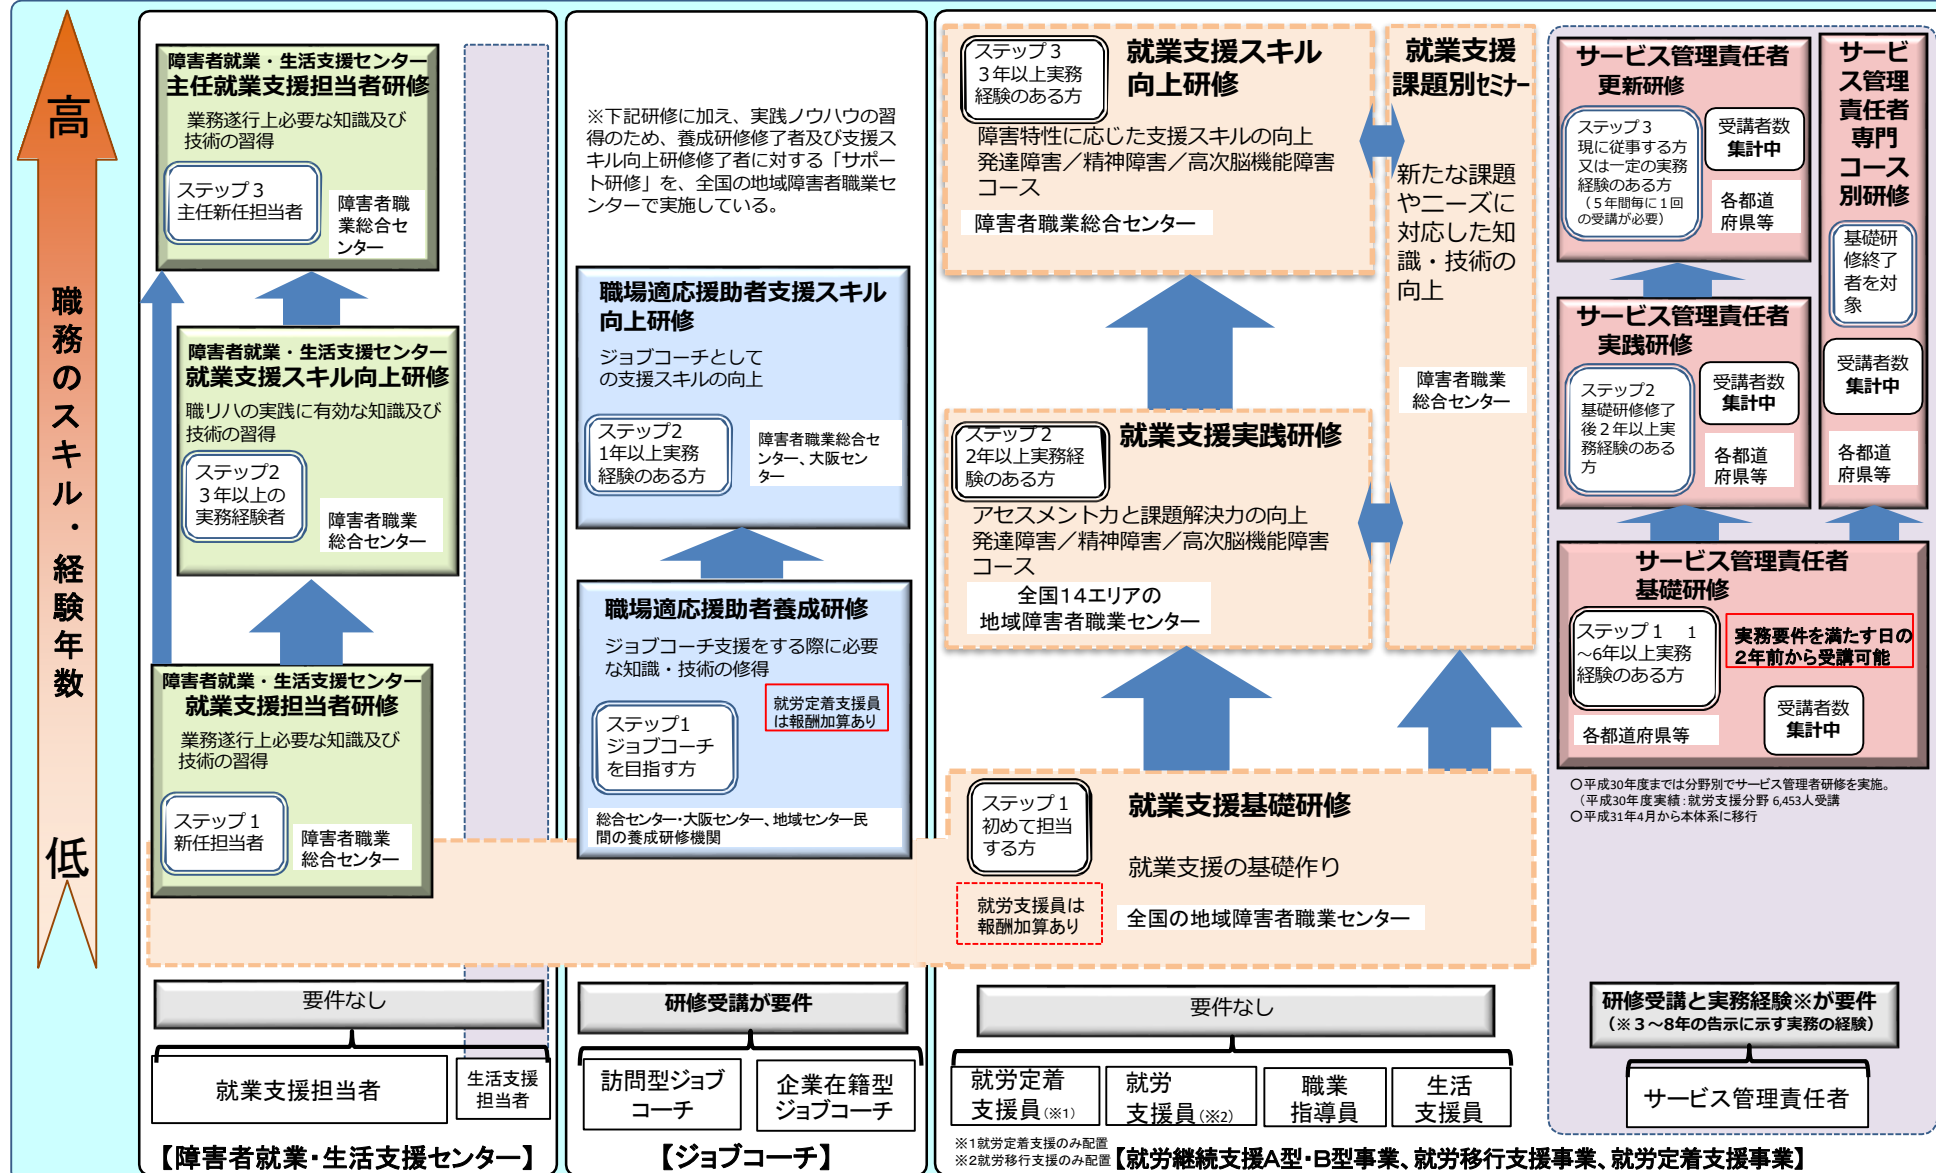 高
職務のスキル・経験年数
低
障害者就業・生活支援センター
主任就業支援担当者研修
業務遂行上必要な知識及び
技術の習得
ステップ３
主任新任担当者
障害者職
業総合セ
ンター
障害者就業・生活支援センター
就業支援スキル向上研修
職リハの実践に有効な知識及び
技術の習得
ステップ2
３年以上の
実務経験者
障害者職業
総合センター
障害者就業・生活支援センター
就業支援担当者研修
業務遂行上必要な知識及び
技術の習得
ステップ１
新任担当者
障害者職業
総合センター
要件なし
就業支援担当者
生活支援
担当者
【障害者就業・生活支援センター】
※下記研修に加え、実践ノウハウの習
得のため、養成研修修了者及び支援ス
キル向上研修修了者に対する「サポー
ト研修」を、全国の地域障害者職業セ
ンターで実施している。
職場適応援助者支援スキル
向上研修
ジョブコーチとして
の支援スキルの向上
ステップ2
1年以上実務
経験のある方
障害者職業総合セ
ンター、大阪セン
ター
職場適応援助者養成研修
ジョブコーチ支援をする際に必要
な知識・技術の修得
就労定着支援員
は報酬加算あり
ステップ1
ジョブコーチ
を目指す方
総合センター・大阪センター、地域センター民
間の養成研修機関
研修受講が要件
訪問型ジョブ
コーチ
企業在籍型
ジョブコーチ
【ジョブコーチ】
ステップ３
３年以上実務
経験のある方
就業支援スキル
向上研修
障害特性に応じた支援スキルの向上
発達障害／精神障害／高次脳機能障害
コース
障害者職業総合センター
ステップ２
2年以上実務経
験のある方
就業支援実践研修
アセスメント力と課題解決力の向上
発達障害／精神障害／高次脳機能障害
コース
全国14エリアの
地域障害者職業センター
就業支援
課題別セミナー
新たな課題
やニーズに
対応した知
識・技術の
向上
障害者職業
総合センター
ステップ１
初めて担当
する方
就業支援基礎研修
就業支援の基礎作り
就労支援員は
報酬加算あり
全国の地域障害者職業センター
要件なし
就労定着
支援員(※1)
就労
支援員(※2)
職業
指導員
生活
支援員
※1就労定着支援のみ配置
※2就労移行支援のみ配置
【就労継続支援A型・B型事業、就労移行支援事業、就労定着支援事業】
サービス管理責任者
更新研修
ステップ３
現に従事する方
又は一定の実務
経験のある方
（５年間毎に１回
の受講が必要）
受講者数
集計中
各都道
府県等
サービス管理責任者
実践研修
ステップ2
基礎研修修了
後２年以上実
務経験のある
方
受講者数
集計中
各都道
府県等
サービ
ス管理
責任者
専門
コース
別研修
基礎研
修終了
者を対
象
受講者数
集計中
各都道
府県等
サービス管理責任者
基礎研修
ステップ１　1
～6年以上実務
経験のある方
実務要件を満たす日の
２年前から受講可能
各都道府県等
受講者数
集計中
○平成30年度までは分野別でサービス管理者研修を実施。
（平成30年度実績：就労支援分野 6,453人受講
○平成31年4月から本体系に移行
研修受講と実務経験※が要件
（※３～8年の告示に示す実務の経験）
サービス管理責任者